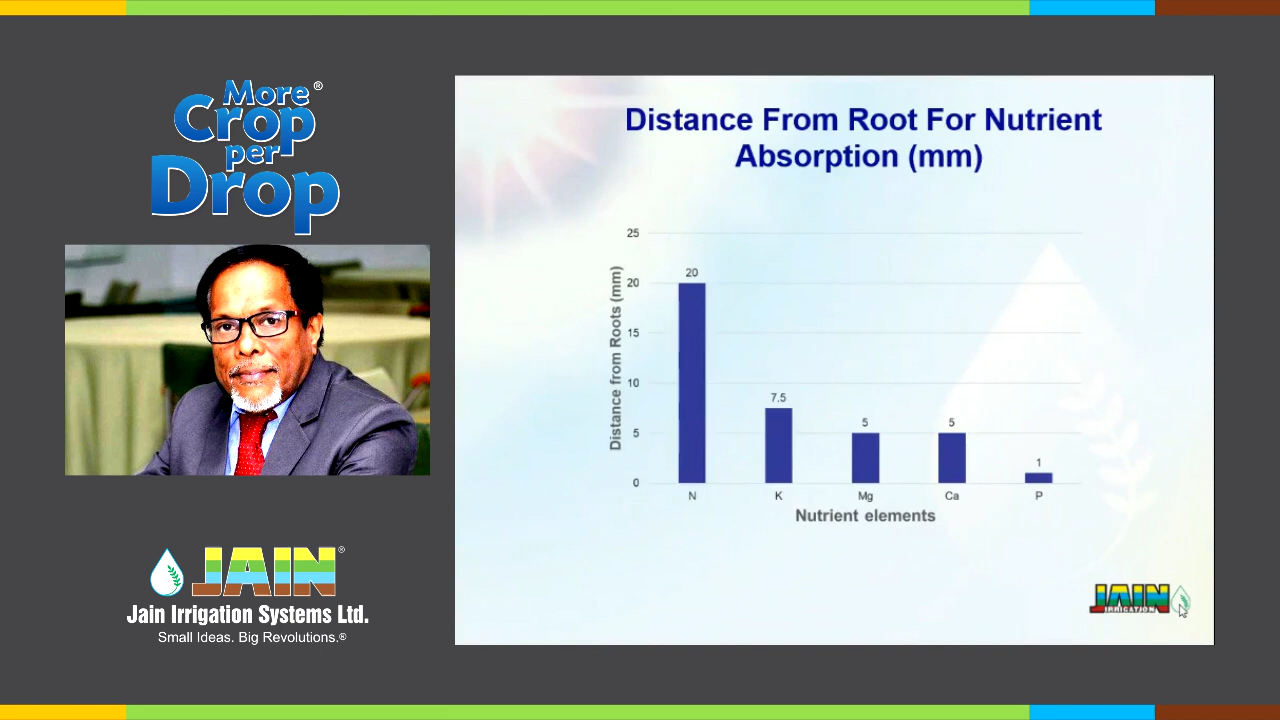 More®
Crop
per
Drop
JAIN®
Jain Irrigation Systems Ltd.
Small Ideas. Big Revolutions.®
Distance From Root For Nutrient
Absorption (mm)
Distance from Roots (mm)
25
20
15
10
5
0
20
7.5
5
5
1
N K Mg Ca P
Nutrient elements
JAIN
IRRIGATION